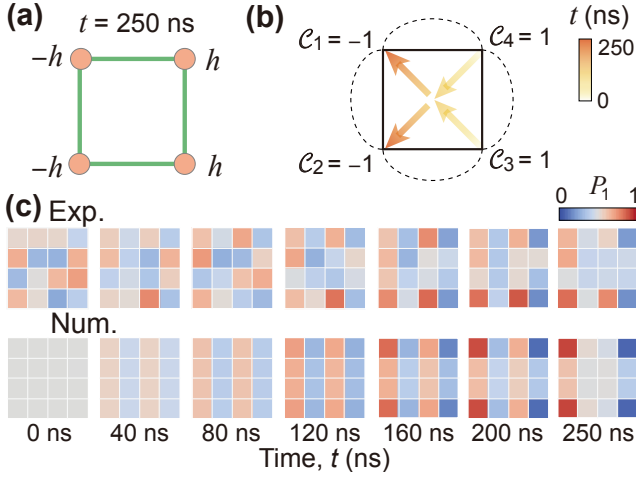 (a)
t = 250 ns
−h
h
−h
h
(b)
C1 = −1
C4 = 1
C2 = −1
C3 = 1
t (ns)
250
0
(c)
Exp.
0
P1
1
Num.
0 ns
40 ns
80 ns
120 ns
160 ns
200 ns
250 ns
Time, t (ns)